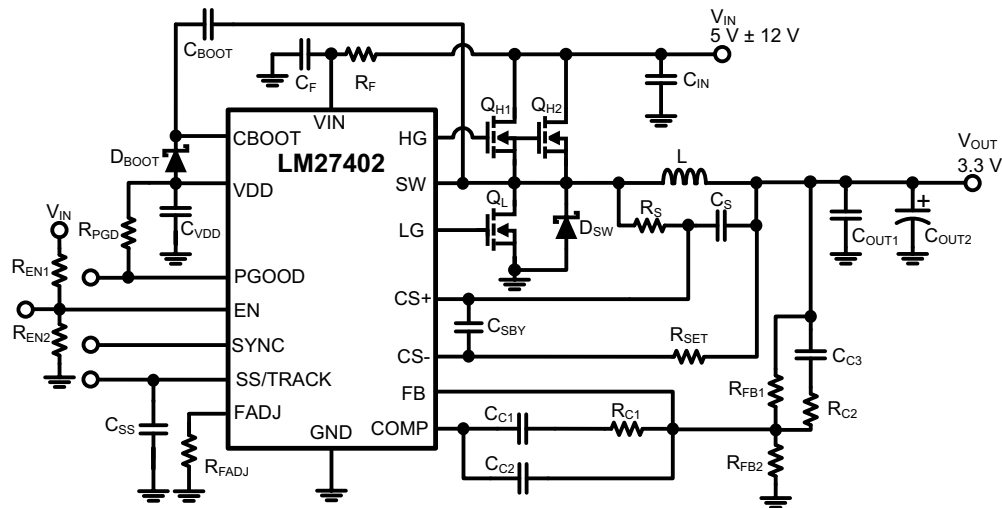 V_IN
5 V ± 12 V
C_BOOT
C_F
R_F
C_IN
VIN
Q_H1
Q_H2
CBOOT
HG
LM27402
D_BOOT
V_OUT
3.3 V
VDD
SW
L
V_IN
Q_L
R_S
C_S
R_PGD
C_VDD
LG
D_SW
C_OUT1
+
C_OUT2
R_EN1
PGOOD
CS+
EN
C_SBY
R_EN2
SYNC
CS-
R_SET
C_C3
SS/TRACK
FB
R_FB1
C_SS
FADJ
C_C1
R_C1
R_C2
GND
COMP
R_FADJ
C_C2
R_FB2